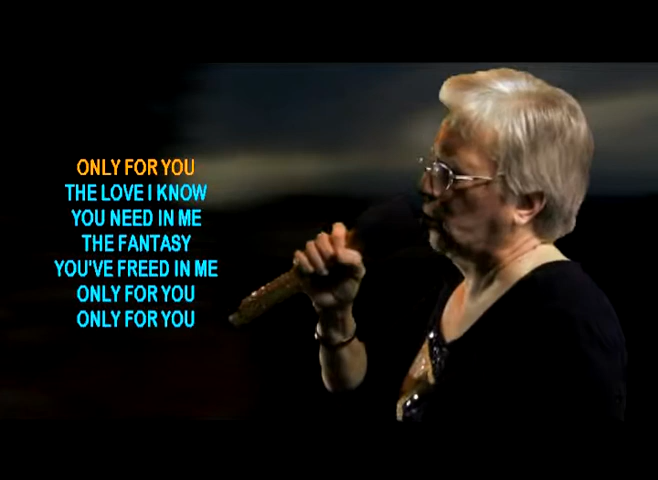 ONLY FOR YOU
THE LOVE I KNOW
YOU NEED IN ME
THE FANTASY
YOU'VE FREED IN ME
ONLY FOR YOU
ONLY FOR YOU